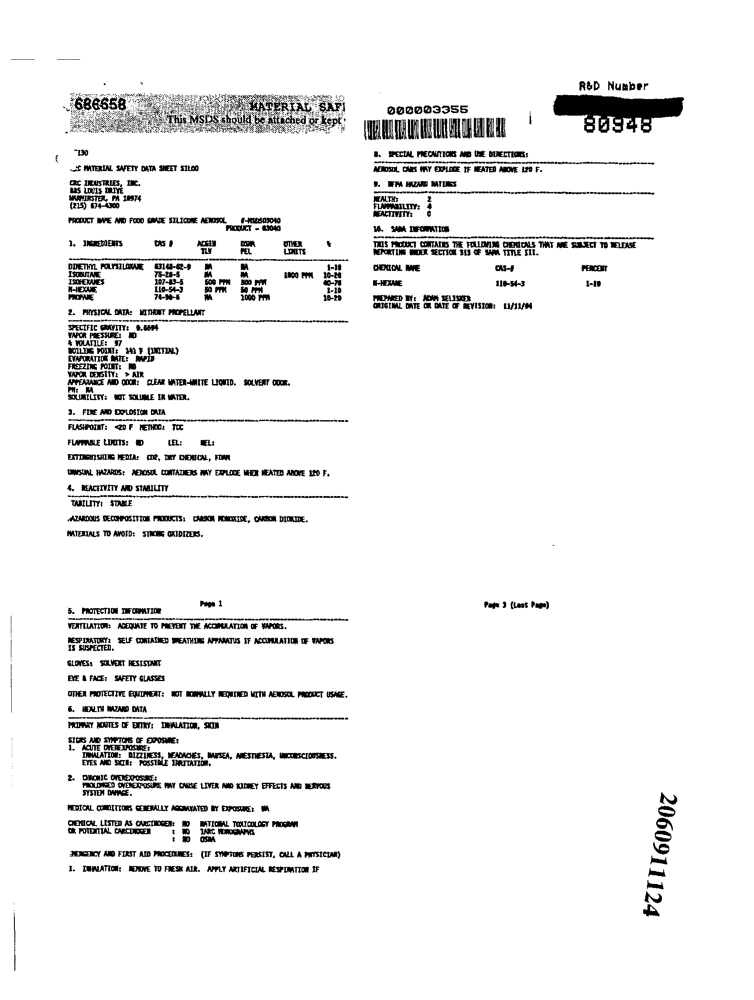 R&D Number
686658
MATERIAL SAF
This MSDS should be attached or kept
000003355
80948
130
C MATERIAL SAFETY DATA SHEET SILOO
CRC INDUSTRIES, INC.
885 LOUIS DRIVE
WARMINSTER, PA 18974
(215) 674-4300
PRODUCT NAME AND FOOD GRADE SILICONE AEROSOL #-MSDS03040
PRODUCT - 03040
1. INGREDIENTS CAS # ACGIH OSHA OTHER %
TLV PEL LIMITS
DIMETHYL POLYSILOXANE 63148-62-9 NA NA 1-10
ISOBUTANE 75-28-5 NA NA 1000 PPM 10-20
ISOHEXANES 107-83-5 500 PPM 500 PPM 60-70
N-HEXANE 110-54-3 50 PPM 50 PPM 1-10
PROPANE 74-98-6 NA 1000 PPM 10-20
2. PHYSICAL DATA: WITHOUT PROPELLANT
SPECIFIC GRAVITY: 0.6694
VAPOR PRESSURE: ND
% VOLATILE: 97
BOILING POINT: 141 F (INITIAL)
EVAPORATION RATE: RAPID
FREEZING POINT: ND
VAPOR DENSITY: > AIR
APPEARANCE AND ODOR: CLEAR WATER-WHITE LIQUID. SOLVENT ODOR.
PH: NA
SOLUBILITY: NOT SOLUBLE IN WATER.
3. FIRE AND EXPLOSION DATA
FLASHPOINT: <20 F METHOD: TCC
FLAMMABLE LIMITS: ND LEL: UEL:
EXTINGUISHING MEDIA: CO2, DRY CHEMICAL, FOAM
UNUSUAL HAZARDS: AEROSOL CONTAINERS MAY EXPLODE WHEN HEATED ABOVE 120 F.
4. REACTIVITY AND STABILITY
TABILITY: STABLE
AZARDOUS DECOMPOSITION PRODUCTS: CARBON MONOXIDE, CARBON DIOXIDE.
MATERIALS TO AVOID: STRONG OXIDIZERS.
Page 1
8. SPECIAL PRECAUTIONS AND USE DIRECTIONS:
AEROSOL CANS MAY EXPLODE IF HEATED ABOVE 120 F.
9. NFPA HAZARD RATINGS
HEALTH: 2
FLAMMABILITY: 4
REACTIVITY: 0
10. SARA INFORMATION
THIS PRODUCT CONTAINS THE FOLLOWING CHEMICALS THAT ARE SUBJECT TO RELEASE
REPORTING UNDER SECTION 313 OF SARA TITLE III.
CHEMICAL NAME CAS-# PERCENT
N-HEXANE 110-54-3 1-10
PREPARED BY: ADAM SELISKER
ORIGINAL DATE OR DATE OF REVISION: 11/11/94
Page 3 (Last Page)
5. PROTECTION INFORMATION
VENTILATION: ADEQUATE TO PREVENT THE ACCUMULATION OF VAPORS.
RESPIRATORY: SELF CONTAINED BREATHING APPARATUS IF ACCUMULATION OF VAPORS
IS SUSPECTED.
GLOVES: SOLVENT RESISTANT
EYE & FACE: SAFETY GLASSES
OTHER PROTECTIVE EQUIPMENT: NOT NORMALLY REQUIRED WITH AEROSOL PRODUCT USAGE.
6. HEALTH HAZARD DATA
PRIMARY ROUTES OF ENTRY: INHALATION, SKIN
SIGNS AND SYMPTOMS OF EXPOSURE:
1. ACUTE OVEREXPOSURE:
INHALATION: DIZZINESS, HEADACHES, NAUSEA, ANESTHESIA, UNCONSCIOUSNESS.
EYES AND SKIN: POSSIBLE IRRITATION.
2. CHRONIC OVEREXPOSURE:
PROLONGED OVEREXPOSURE MAY CAUSE LIVER AND KIDNEY EFFECTS AND NERVOUS
SYSTEM DAMAGE.
MEDICAL CONDITIONS GENERALLY AGGRAVATED BY EXPOSURE: NA
CHEMICAL LISTED AS CARCINOGEN: NO NATIONAL TOXICOLOGY PROGRAM
OR POTENTIAL CARCINOGEN : NO IARC MONOGRAPHS
: NO OSHA
MERGENCY AND FIRST AID PROCEDURES: (IF SYMPTOMS PERSIST, CALL A PHYSICIAN)
1. INHALATION: REMOVE TO FRESH AIR. APPLY ARTIFICIAL RESPIRATION IF
2060911124